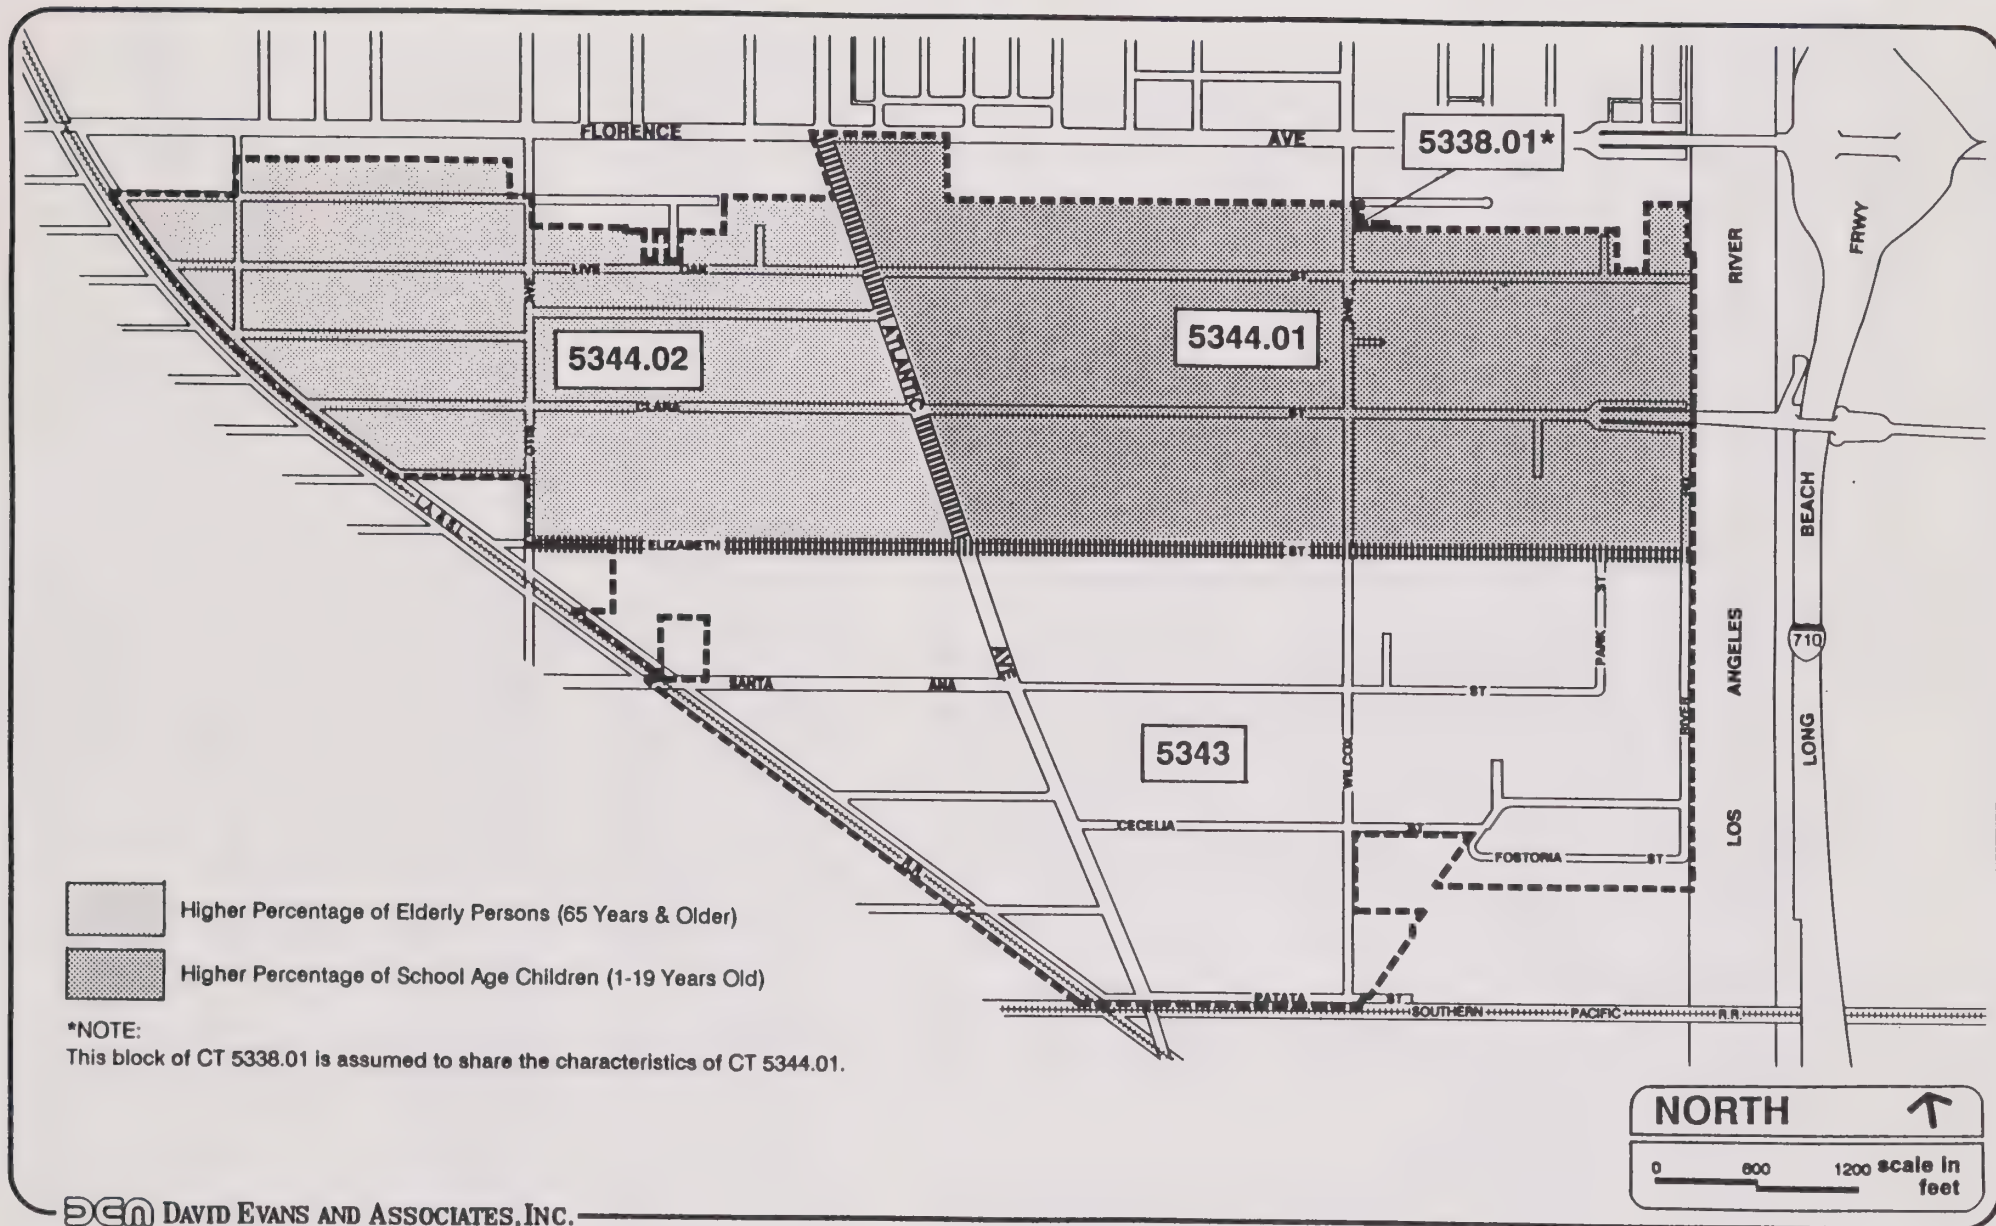 FLORENCE
AVE
5338.01*
LIVE OAK
ST
AVE
AVE
RIVER
FRWY
5344.02
5344.01
ATLANTIC
CLARA
ST
OTIS
RD
BEACH
ELIZABETH
ST
ST
PARK
710
ANGELES
AVE
SANTA ANA
ST
RIVER
5343
WILCOX
LONG
LOS
CECELIA
ST
FOSTORIA ST
Higher Percentage of Elderly Persons (65 Years & Older)
Higher Percentage of School Age Children (1-19 Years Old)
PATATA
ST
SOUTHERN PACIFIC R.R.
*NOTE:
This block of CT 5338.01 is assumed to share the characteristics of CT 5344.01.
NORTH
0 600 1200 scale in
feet
DEA DAVID EVANS AND ASSOCIATES, INC.